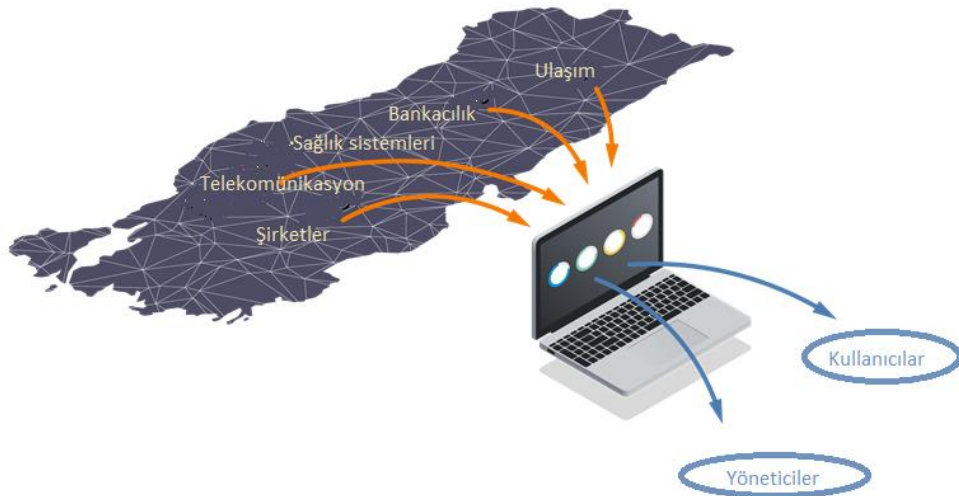 Ulaşım
Bankacılık
Sağlık sistemleri
Telekomünikasyon
Şirketler
Kullanıcılar
Yöneticiler